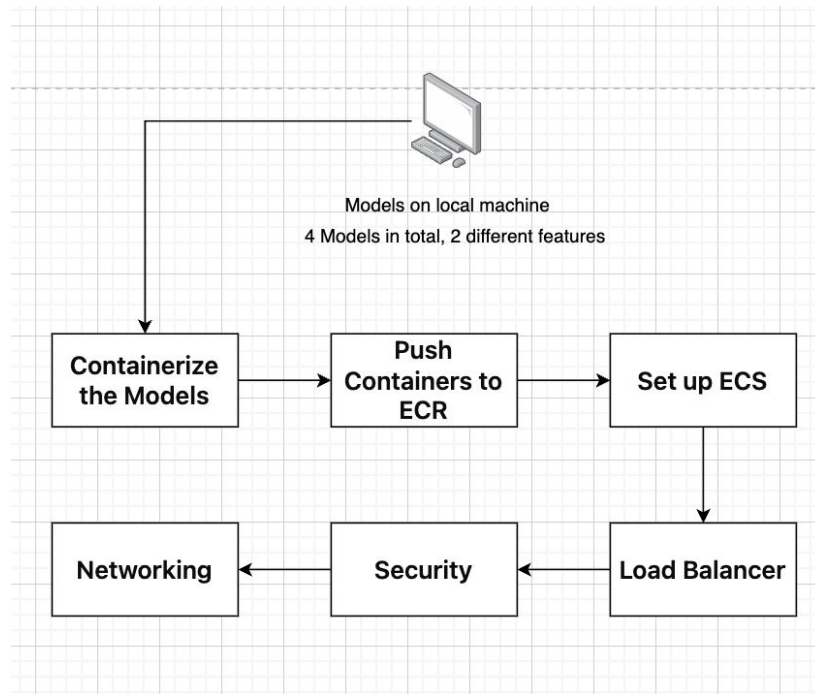 Models on local machine
4 Models in total, 2 different features
Containerize
the Models
Push
Containers to
ECR
Set up ECS
Networking
Security
Load Balancer